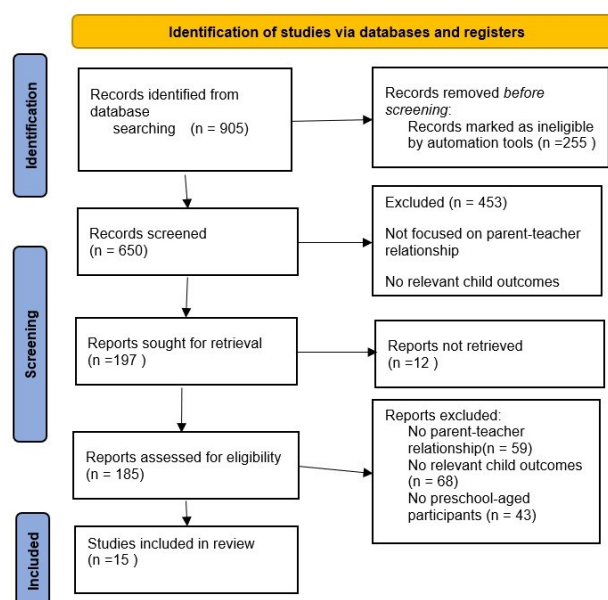 Identification of studies via databases and registers
Identification
Records identified from
database
searching (n = 905)
Records removed before
screening:
Records marked as ineligible
by automation tools (n =255 )
Screening
Records screened
(n = 650)
Excluded (n = 453)
Not focused on parent-teacher
relationship
No relevant child outcomes
Reports sought for retrieval
(n =197 )
Reports not retrieved
(n =12 )
Reports assessed for eligibility
(n = 185)
Reports excluded:
No parent-teacher
relationship(n = 59)
No relevant child outcomes
(n = 68)
No preschool-aged
participants (n = 43)
Included
Studies included in review
(n =15 )